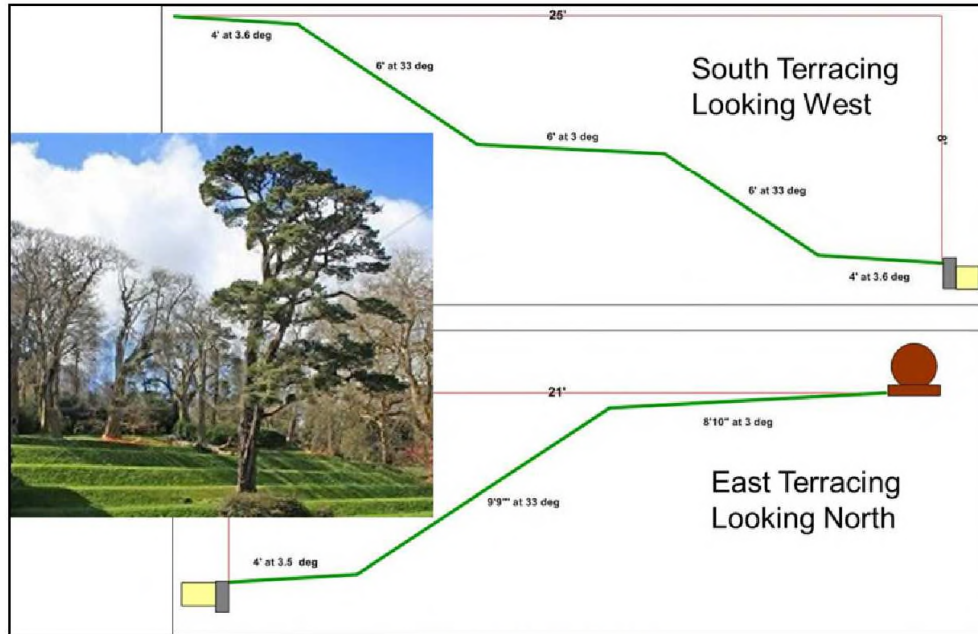 25'
4' at 3.6 deg
6' at 33 deg
South Terracing
Looking West
6' at 3 deg
8'
6' at 33 deg
4' at 3.6 deg
21'
8'10" at 3 deg
9'9"" at 33 deg
East Terracing
Looking North
4' at 3.5 deg